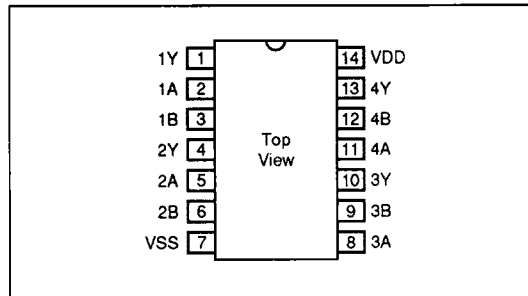 1Y 1 14 VDD
1A 2 13 4Y
1B 3 12 4B
2Y 4 Top 11 4A
2A 5 View 10 3Y
2B 6 9 3B
VSS 7 8 3A